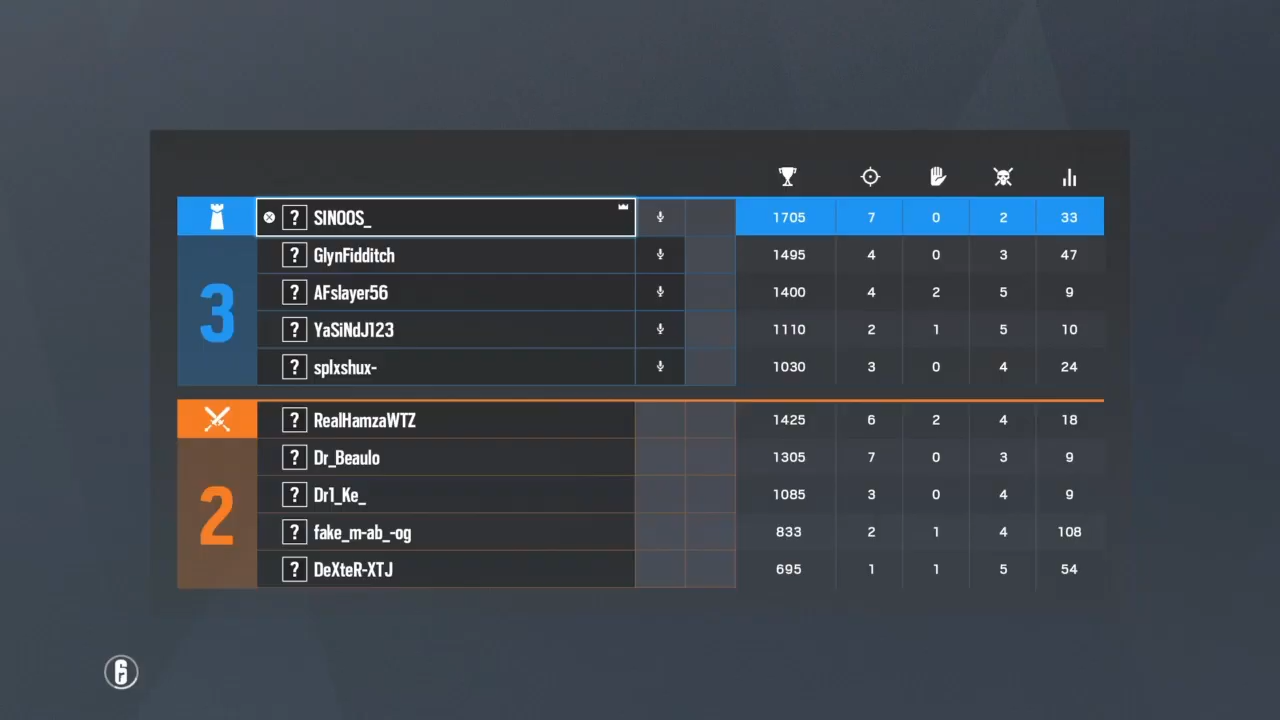 ? SINOOS_ 1705 7 0 2 33
? GlynFidditch 1495 4 0 3 47
3
? AFslayer56 1400 4 2 5 9
? YaSiNdJ123 1110 2 1 5 10
? splxshux- 1030 3 0 4 24
? RealHamzaWTZ 1425 6 2 4 18
? Dr_Beaulo 1305 7 0 3 9
2
? Dr1_Ke_ 1085 3 0 4 9
? fake_m-ab_-og 833 2 1 4 108
? DeXteR-XTJ 695 1 1 5 54
6